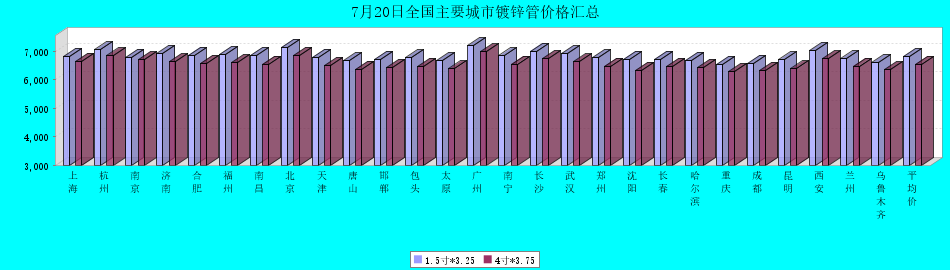 7月20日全国主要城市镀锌管价格汇总
7,000
6,000
5,000
4,000
3,000
上海 杭州 南京 济南 合肥 福州 南昌 北京 天津 唐山 邯郸 包头 太原 广州 南宁 长沙 武汉 郑州 沈阳 长春 哈尔滨 重庆 成都 昆明 西安 兰州 乌鲁木齐 平均价
1.5寸*3.25 4寸*3.75